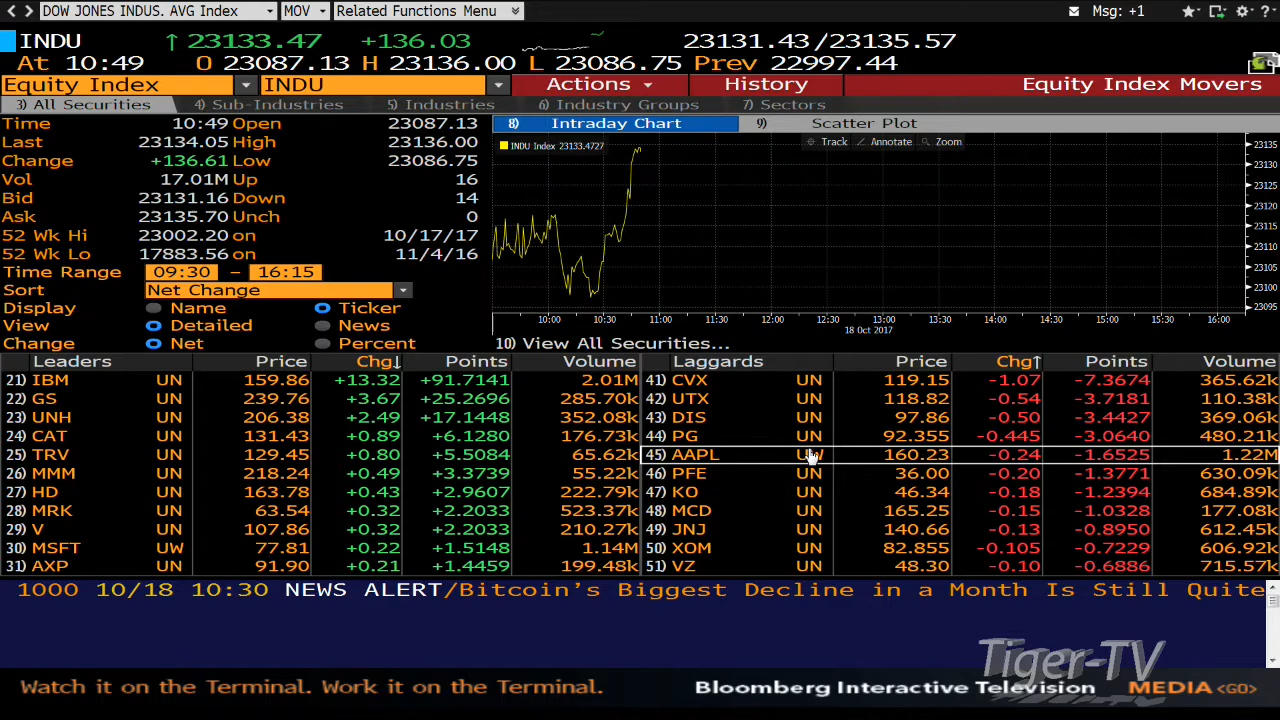 DOW JONES INDUS. AVG Index MOV Related Functions Menu Msg: +1
INDU ↑ 23133.47 +136.03 23131.43/23135.57
At 10:49 O 23087.13 H 23136.00 L 23086.75 Prev 22997.44
Equity Index INDU Actions History Equity Index Movers
3) All Securities 4) Sub-Industries 5) Industries 6) Industry Groups 7) Sectors
Time 10:49 Open 23087.13
Last 23134.05 High 23136.00
Change +136.61 Low 23086.75
Vol 17.01M Up 16
Bid 23131.16 Down 14
Ask 23135.70 Unch 0
52 Wk Hi 23002.20 on 10/17/17
52 Wk Lo 17883.56 on 11/4/16
Time Range 09:30 – 16:15
Sort Net Change
Display Name Ticker
View Detailed News
Change Net Percent
8) Intraday Chart 9) Scatter Plot
INDU Index 23133.4727 Track Annotate Zoom
23135
23130
23125
23120
23115
23110
23105
23100
23095
10:00 10:30 11:00 11:30 12:00 12:30 13:00 13:30 14:00 14:30 15:00 15:30 16:00
18 Oct 2017
10) View All Securities...
Leaders Price Chg↓ Points Volume Laggards Price Chg↑ Points Volume
21) IBM UN 159.86 +13.32 +91.7141 2.01M 41) CVX UN 119.15 -1.07 -7.3674 365.62k
22) GS UN 239.76 +3.67 +25.2696 285.70k 42) UTX UN 118.82 -0.54 -3.7181 110.38k
23) UNH UN 206.38 +2.49 +17.1448 352.08k 43) DIS UN 97.86 -0.50 -3.4427 369.06k
24) CAT UN 131.43 +0.89 +6.1280 176.73k 44) PG UN 92.355 -0.445 -3.0640 480.21k
25) TRV UN 129.45 +0.80 +5.5084 65.62k 45) AAPL UW 160.23 -0.24 -1.6525 1.22M
26) MMM UN 218.24 +0.49 +3.3739 55.22k 46) PFE UN 36.00 -0.20 -1.3771 630.09k
27) HD UN 163.78 +0.43 +2.9607 222.79k 47) KO UN 46.34 -0.18 -1.2394 684.89k
28) MRK UN 63.54 +0.32 +2.2033 523.37k 48) MCD UN 165.25 -0.15 -1.0328 177.08k
29) V UN 107.86 +0.32 +2.2033 210.27k 49) JNJ UN 140.66 -0.13 -0.8950 612.45k
30) MSFT UW 77.81 +0.22 +1.5148 1.14M 50) XOM UN 82.855 -0.105 -0.7229 606.92k
31) AXP UN 91.90 +0.21 +1.4459 199.48k 51) VZ UN 48.30 -0.10 -0.6886 715.57k
1000 10/18 10:30 NEWS ALERT/Bitcoin's Biggest Decline in a Month Is Still Quite
Tiger-TV
Watch it on the Terminal. Work it on the Terminal. Bloomberg Interactive Television MEDIA <GO>